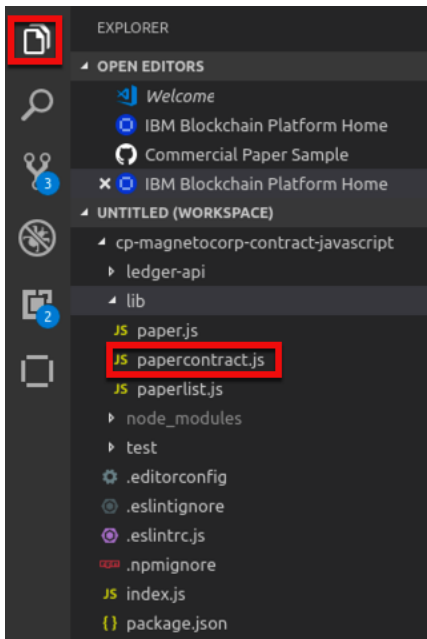 EXPLORER
OPEN EDITORS
Welcome
IBM Blockchain Platform Home
Commercial Paper Sample
IBM Blockchain Platform Home
3
UNTITLED (WORKSPACE)
cp-magnetocorp-contract-javascript
ledger-api
2
lib
JS paper.js
JS papercontract.js
JS paperlist.js
node_modules
test
.editorconfig
.eslintignore
.eslintrc.js
npm .npmignore
JS index.js
{} package.json